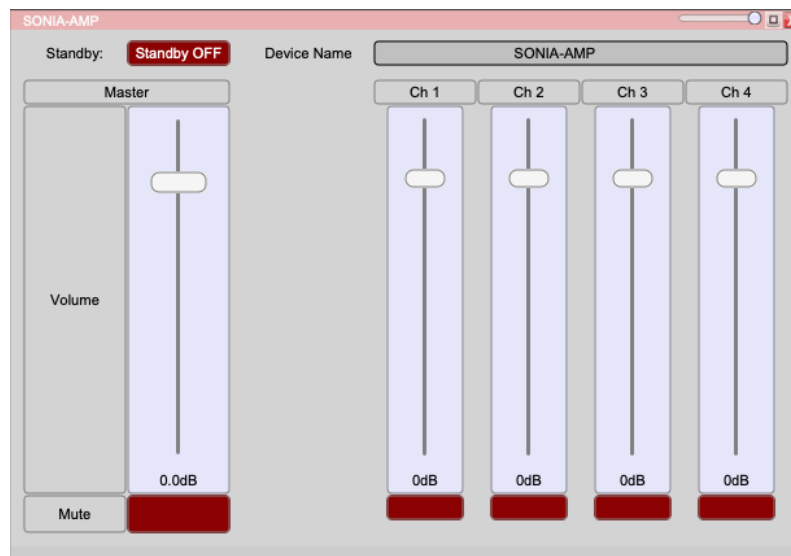 SONIA-AMP
Standby: Standby OFF Device Name SONIA-AMP
Master Ch 1 Ch 2 Ch 3 Ch 4
Volume
0.0dB 0dB 0dB 0dB 0dB
Mute